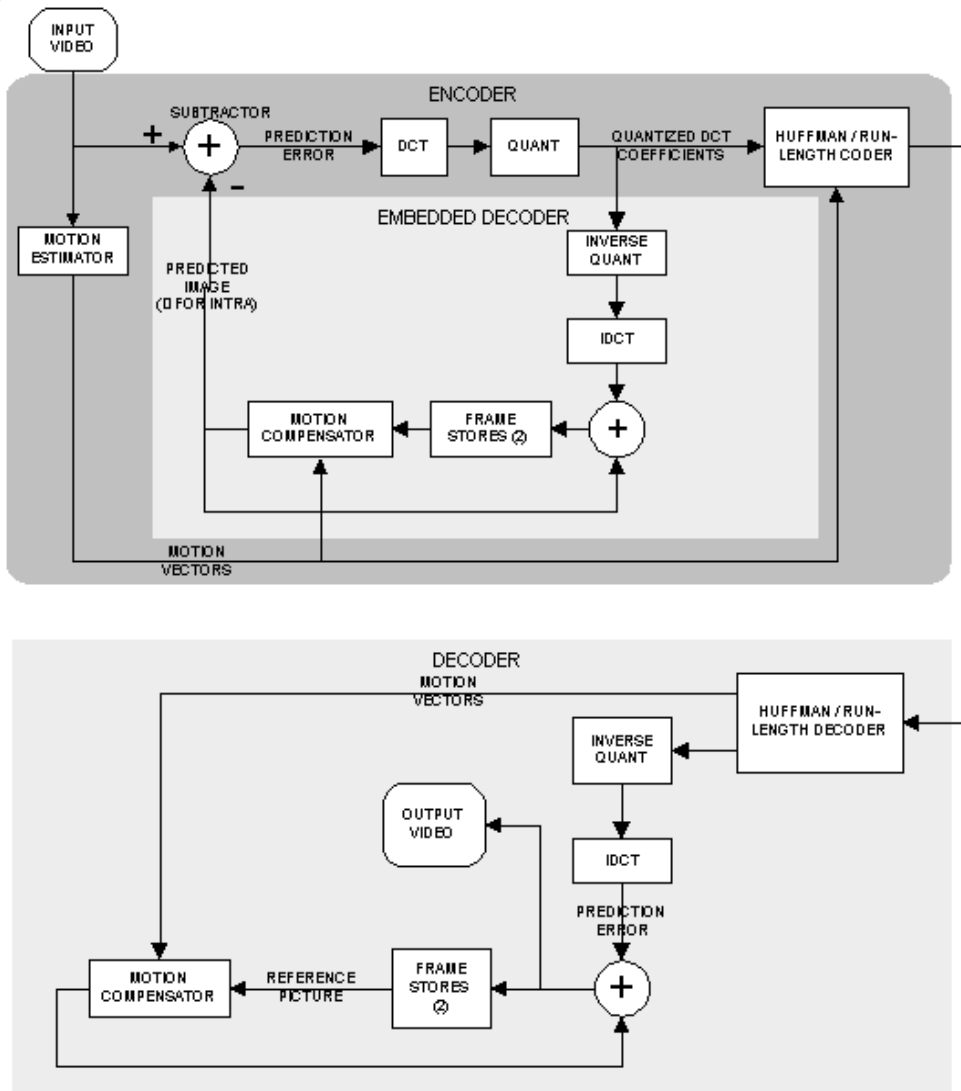 INPUT
VIDEO
ENCODER
SUBTRACTOR
+
+
−
PREDICTION
ERROR
DCT
QUANT
QUANTIZED DCT
COEFFICIENTS
HUFFMAN / RUN-
LENGTH CODER
EMBEDDED DECODER
MOTION
ESTIMATOR
PREDICTED
IMAGE
(0 FOR INTRA)
INVERSE
QUANT
IDCT
MOTION
COMPENSATOR
FRAME
STORES (2)
+
MOTION
VECTORS
DECODER
MOTION
VECTORS
HUFFMAN / RUN-
LENGTH DECODER
INVERSE
QUANT
OUTPUT
VIDEO
IDCT
PREDICTION
ERROR
MOTION
COMPENSATOR
REFERENCE
PICTURE
FRAME
STORES
(2)
+